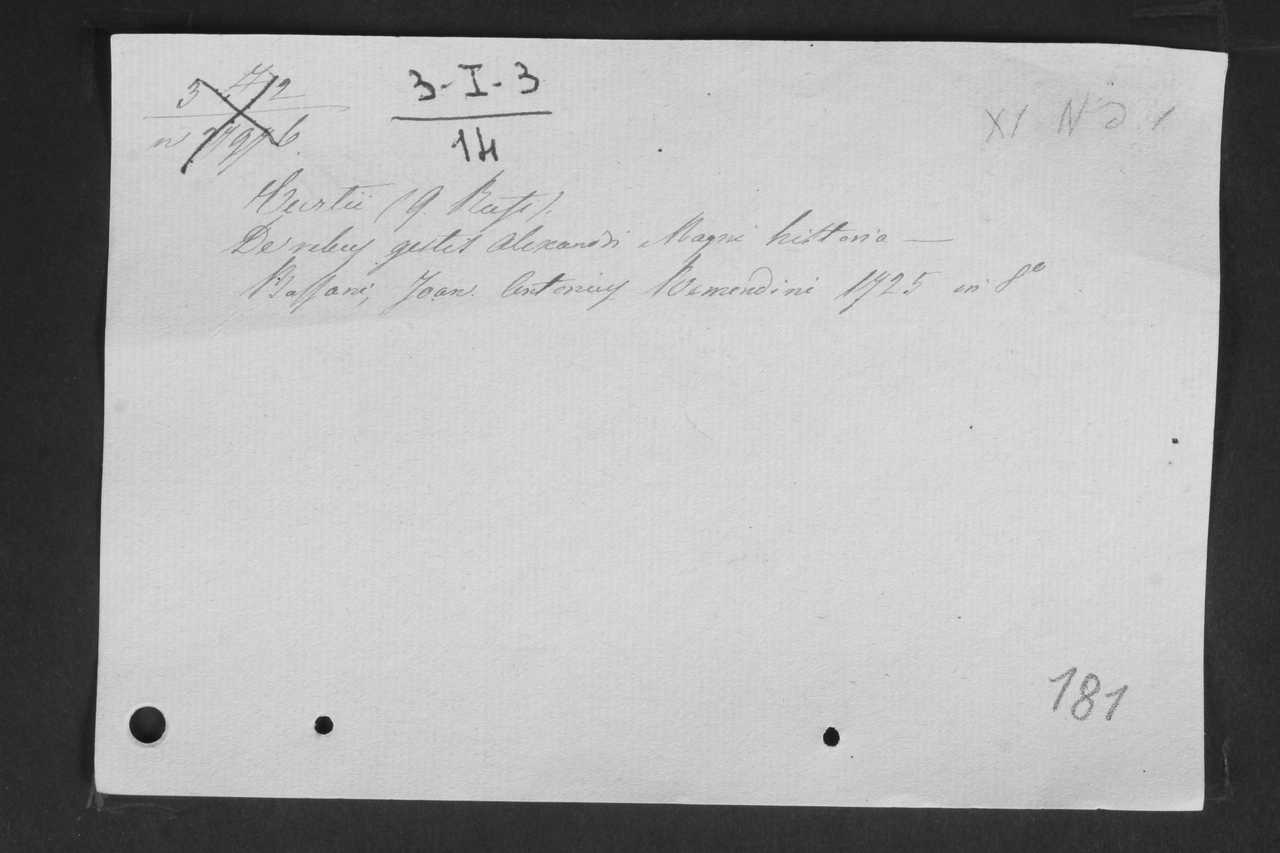 3-I-3
14
XI N 2. 1
Curtii (Q. Rufi).
De rebus gestis Alexandri Magni historia —
Bassani, Joan. Antonius Remondini 1725 in 8°
181